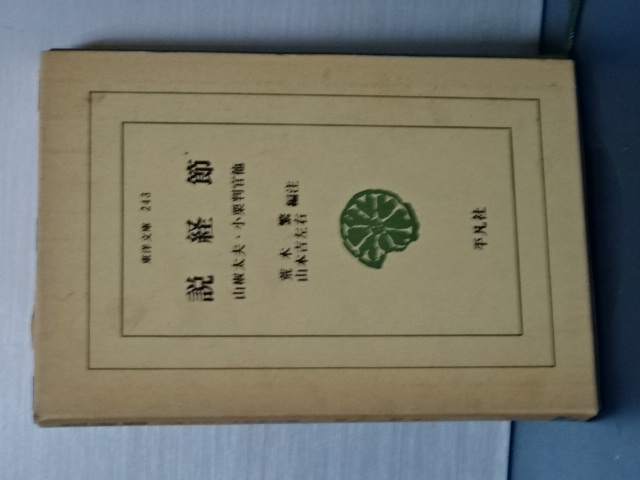 東洋文庫 243
説経節
山椒太夫・小栗判官他
荒木 繁
山本吉左右
編注
平凡社